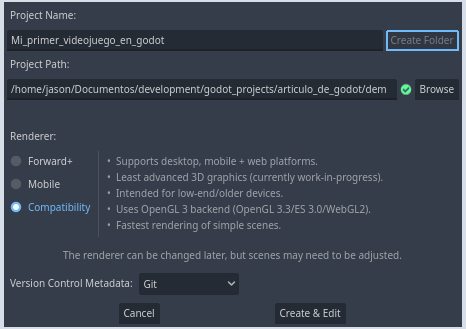 Project Name:
Mi_primer_videojuego_en_godot
Create Folder
Project Path:
/home/jason/Documentos/development/godot_projects/articulo_de_godot/dem
Browse
Renderer:
Forward+
Mobile
Compatibility
• Supports desktop, mobile + web platforms.
• Least advanced 3D graphics (currently work-in-progress).
• Intended for low-end/older devices.
• Uses OpenGL 3 backend (OpenGL 3.3/ES 3.0/WebGL2).
• Fastest rendering of simple scenes.
The renderer can be changed later, but scenes may need to be adjusted.
Version Control Metadata: Git
Cancel
Create & Edit